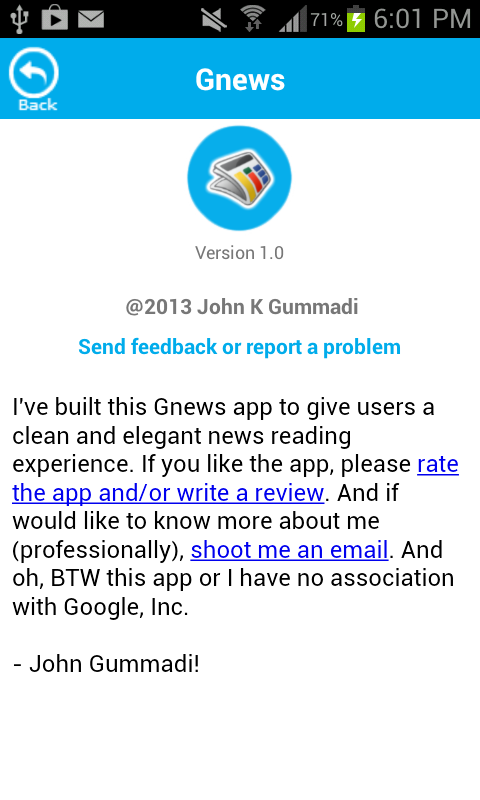 71% 6:01 PM
Back
Gnews
Version 1.0
@2013 John K Gummadi
Send feedback or report a problem
I've built this Gnews app to give users a
clean and elegant news reading
experience. If you like the app, please rate
the app and/or write a review. And if
would like to know more about me
(professionally), shoot me an email. And
oh, BTW this app or I have no association
with Google, Inc.
- John Gummadi!